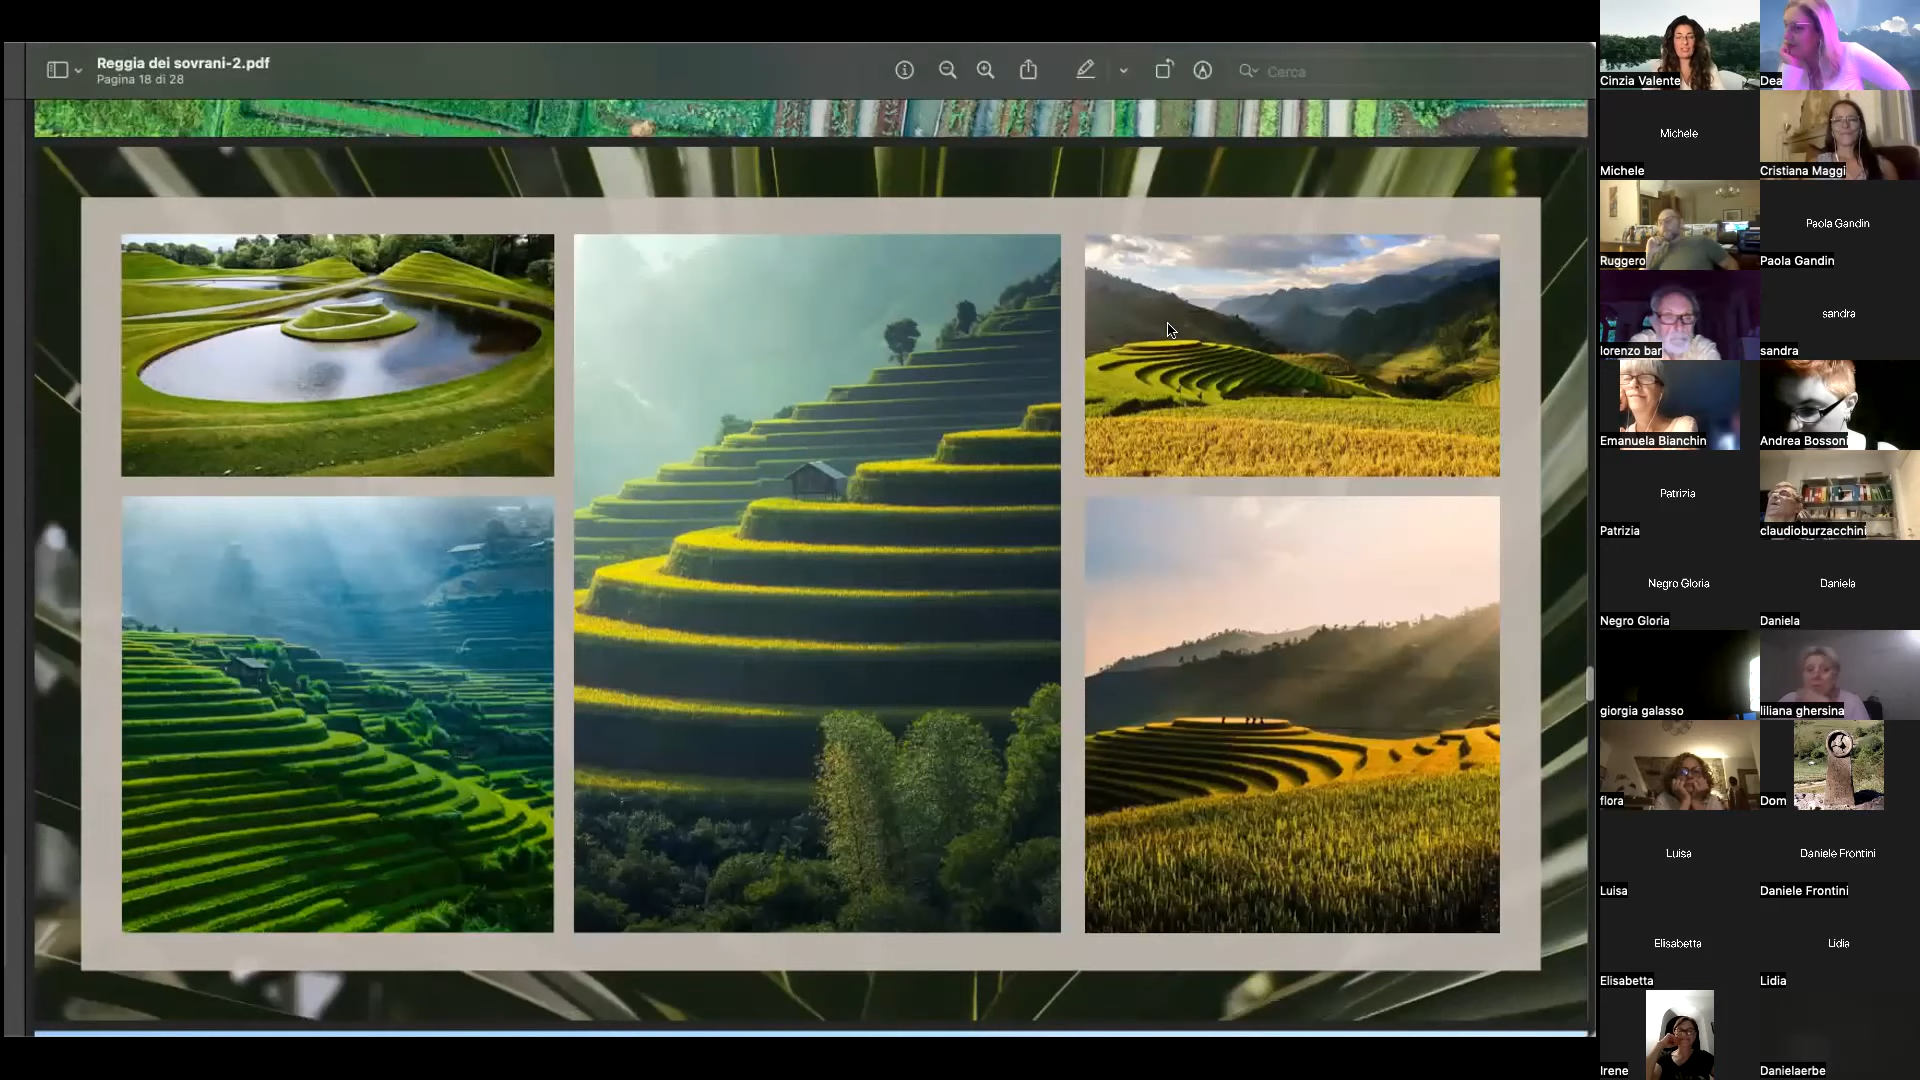 Reggia dei sovrani-2.pdf
Pagina 18 di 28
Cerca
Cinzia Valente
Dea
Michele
Michele
Cristiana Maggi
Ruggero
Paola Gandin
Paola Gandin
lorenzo bar
sandra
sandra
Emanuela Bianchin
Andrea Bossoni
Patrizia
Patrizia
claudioburzacchini
Negro Gloria
Negro Gloria
Daniela
Daniela
giorgia galasso
liliana ghersina
flora
Dom
Luisa
Luisa
Daniele Frontini
Daniele Frontini
Elisabetta
Elisabetta
Lidia
Lidia
Irene
Danielaerbe